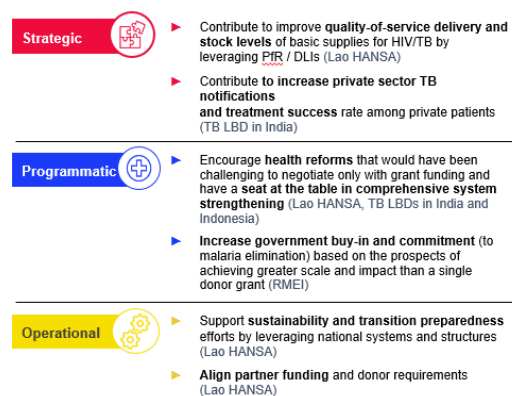 Strategic
Contribute to improve quality-of-service delivery and
stock levels of basic supplies for HIV/TB by
leveraging PfR / DLIs (Lao HANSA)
Contribute to increase private sector TB
notifications
and treatment success rate among private patients
(TB LBD in India)
Programmatic
Encourage health reforms that would have been
challenging to negotiate only with grant funding and
have a seat at the table in comprehensive system
strengthening (Lao HANSA, TB LBDs in India and
Indonesia)
Increase government buy-in and commitment (to
malaria elimination) based on the prospects of
achieving greater scale and impact than a single
donor grant (RMEI)
Operational
Support sustainability and transition preparedness
efforts by leveraging national systems and structures
(Lao HANSA)
Align partner funding and donor requirements
(Lao HANSA)